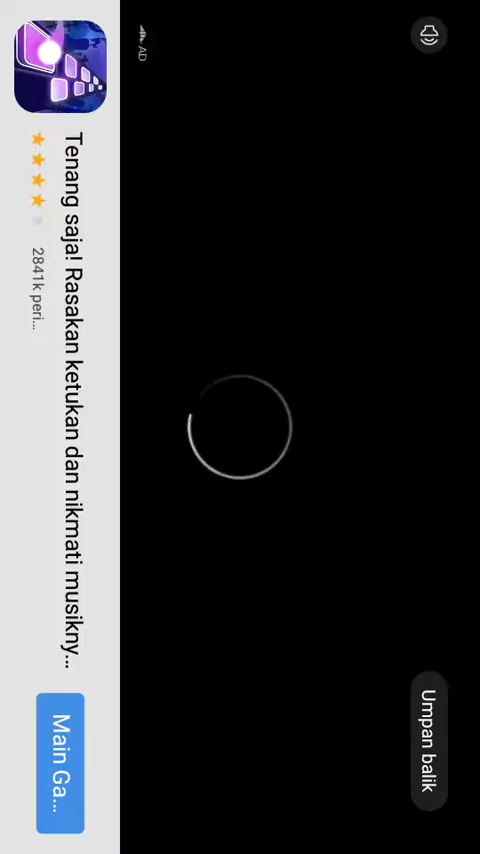 Umpan balik
AD
Tenang saja! Rasakan ketukan dan nikmati musikny...
2841k peri...
Main Ga...